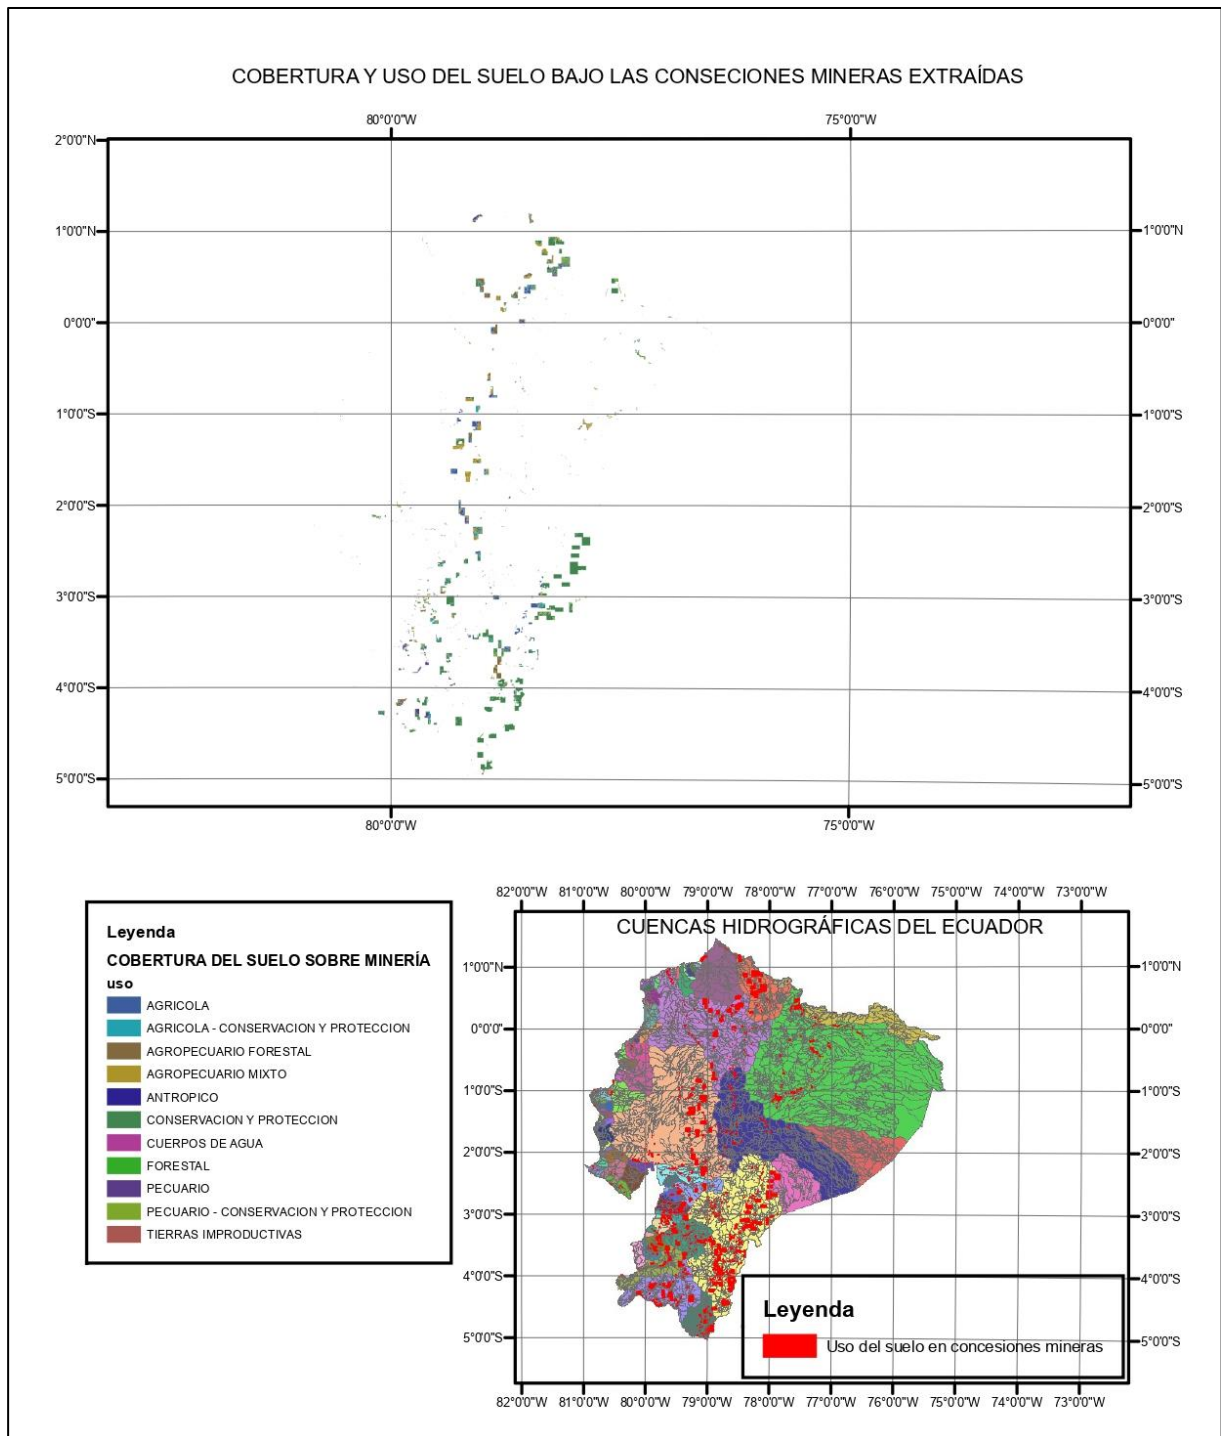 COBERTURA Y USO DEL SUELO BAJO LAS CONSECIONES MINERAS EXTRAÍDAS
80°0'0"W 75°0'0"W
2°0'0"N
1°0'0"N 1°0'0"N
0°0'0" 0°0'0"
1°0'0"S 1°0'0"S
2°0'0"S 2°0'0"S
3°0'0"S 3°0'0"S
4°0'0"S 4°0'0"S
5°0'0"S 5°0'0"S
80°0'0"W 75°0'0"W
Leyenda
COBERTURA DEL SUELO SOBRE MINERÍA
uso
AGRICOLA
AGRICOLA - CONSERVACION Y PROTECCION
AGROPECUARIO FORESTAL
AGROPECUARIO MIXTO
ANTROPICO
CONSERVACION Y PROTECCION
CUERPOS DE AGUA
FORESTAL
PECUARIO
PECUARIO - CONSERVACION Y PROTECCION
TIERRAS IMPRODUCTIVAS
82°0'0"W 81°0'0"W 80°0'0"W 79°0'0"W 78°0'0"W 77°0'0"W 76°0'0"W 75°0'0"W 74°0'0"W 73°0'0"W
CUENCAS HIDROGRÁFICAS DEL ECUADOR
1°0'0"N 1°0'0"N
0°0'0" 0°0'0"
1°0'0"S 1°0'0"S
2°0'0"S 2°0'0"S
3°0'0"S 3°0'0"S
4°0'0"S 4°0'0"S
5°0'0"S 5°0'0"S
Leyenda
Uso del suelo en concesiones mineras
82°0'0"W 81°0'0"W 80°0'0"W 79°0'0"W 78°0'0"W 77°0'0"W 76°0'0"W 75°0'0"W 74°0'0"W 73°0'0"W